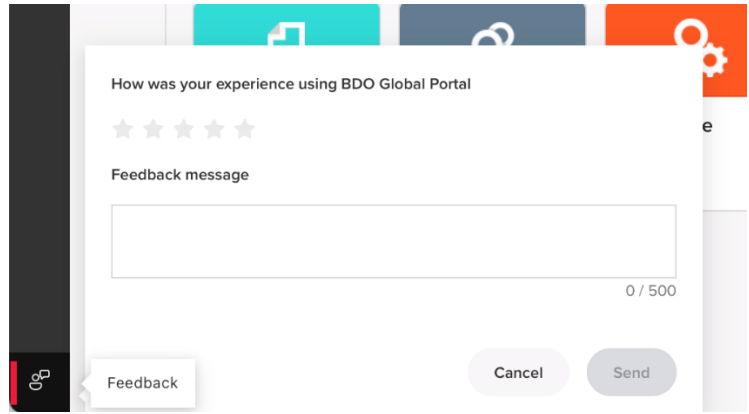 How was your experience using BDO Global Portal
e
Feedback message
0 / 500
Cancel
Send
Feedback